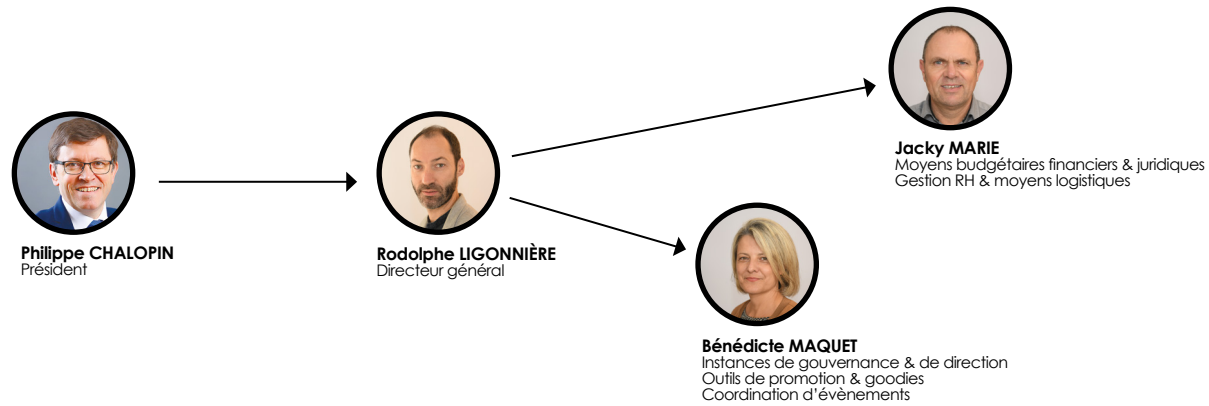 Philippe CHALOPIN
Président
Rodolphe LIGONNIÈRE
Directeur général
Jacky MARIE
Moyens budgétaires financiers & juridiques
Gestion RH & moyens logistiques
Bénédicte MAQUET
Instances de gouvernance & de direction
Outils de promotion & goodies
Coordination d'évènements